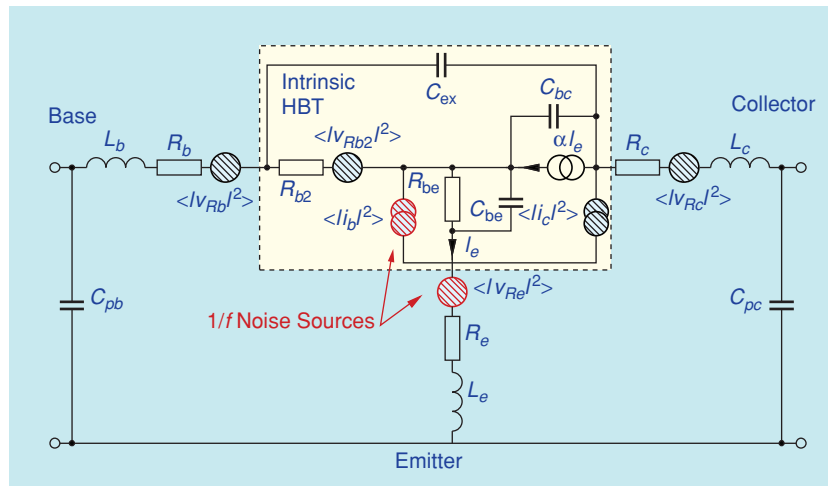 Intrinsic
HBT
C_ex
C_bc
Base
Collector
L_b
R_b
<|v_Rb2|²>
αI_e
R_c
L_c
<|v_Rb|²>
R_b2
R_be
C_be
<|i_b|²>
<|i_c|²>
<|v_Rc|²>
I_e
C_pb
1/f Noise Sources
<|v_Re|²>
C_pc
R_e
L_e
Emitter